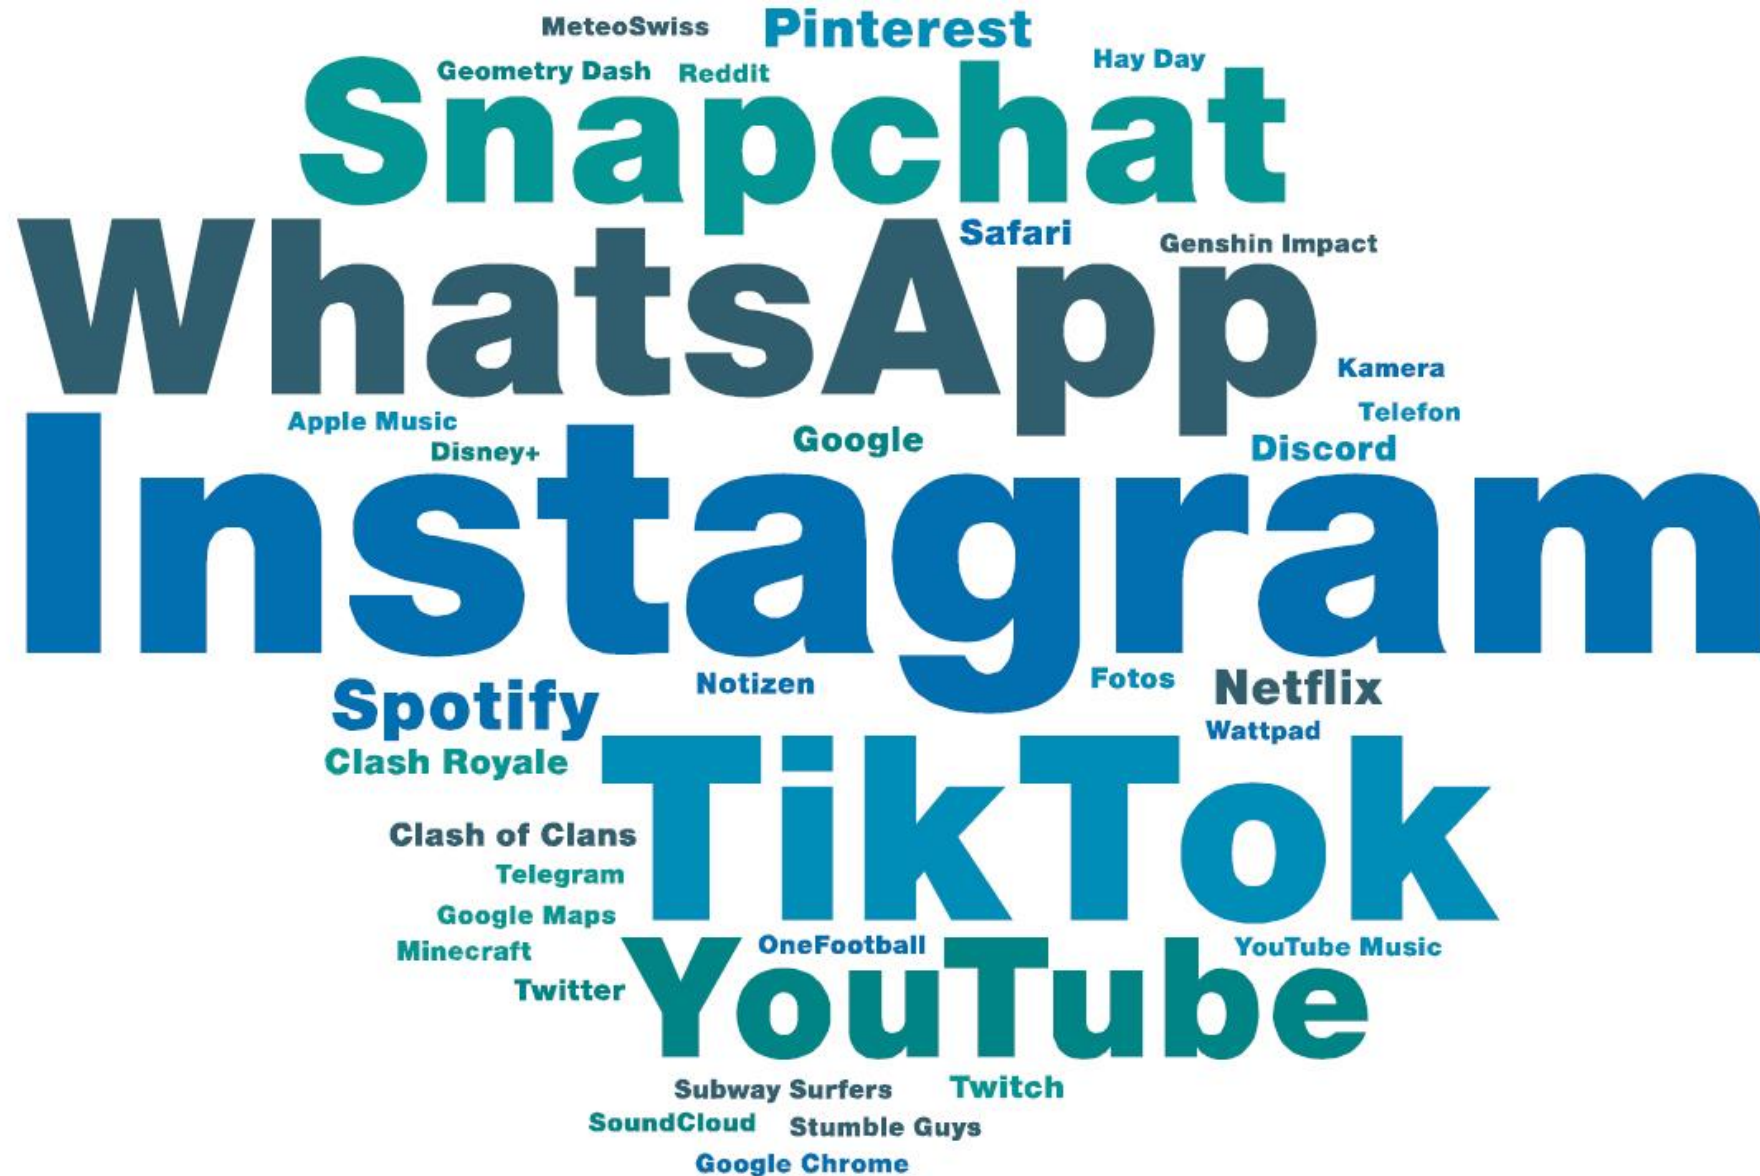 MeteoSwiss
Pinterest
Hay Day
Geometry Dash
Reddit
Snapchat
Safari
Genshin Impact
WhatsApp
Kamera
Telefon
Apple Music
Disney+
Google
Discord
Instagram
Spotify
Notizen
Fotos
Netflix
Wattpad
Clash Royale
TikTok
Clash of Clans
Telegram
Google Maps
Minecraft
OneFootball
YouTube Music
Twitter
YouTube
Subway Surfers
Twitch
SoundCloud
Stumble Guys
Google Chrome